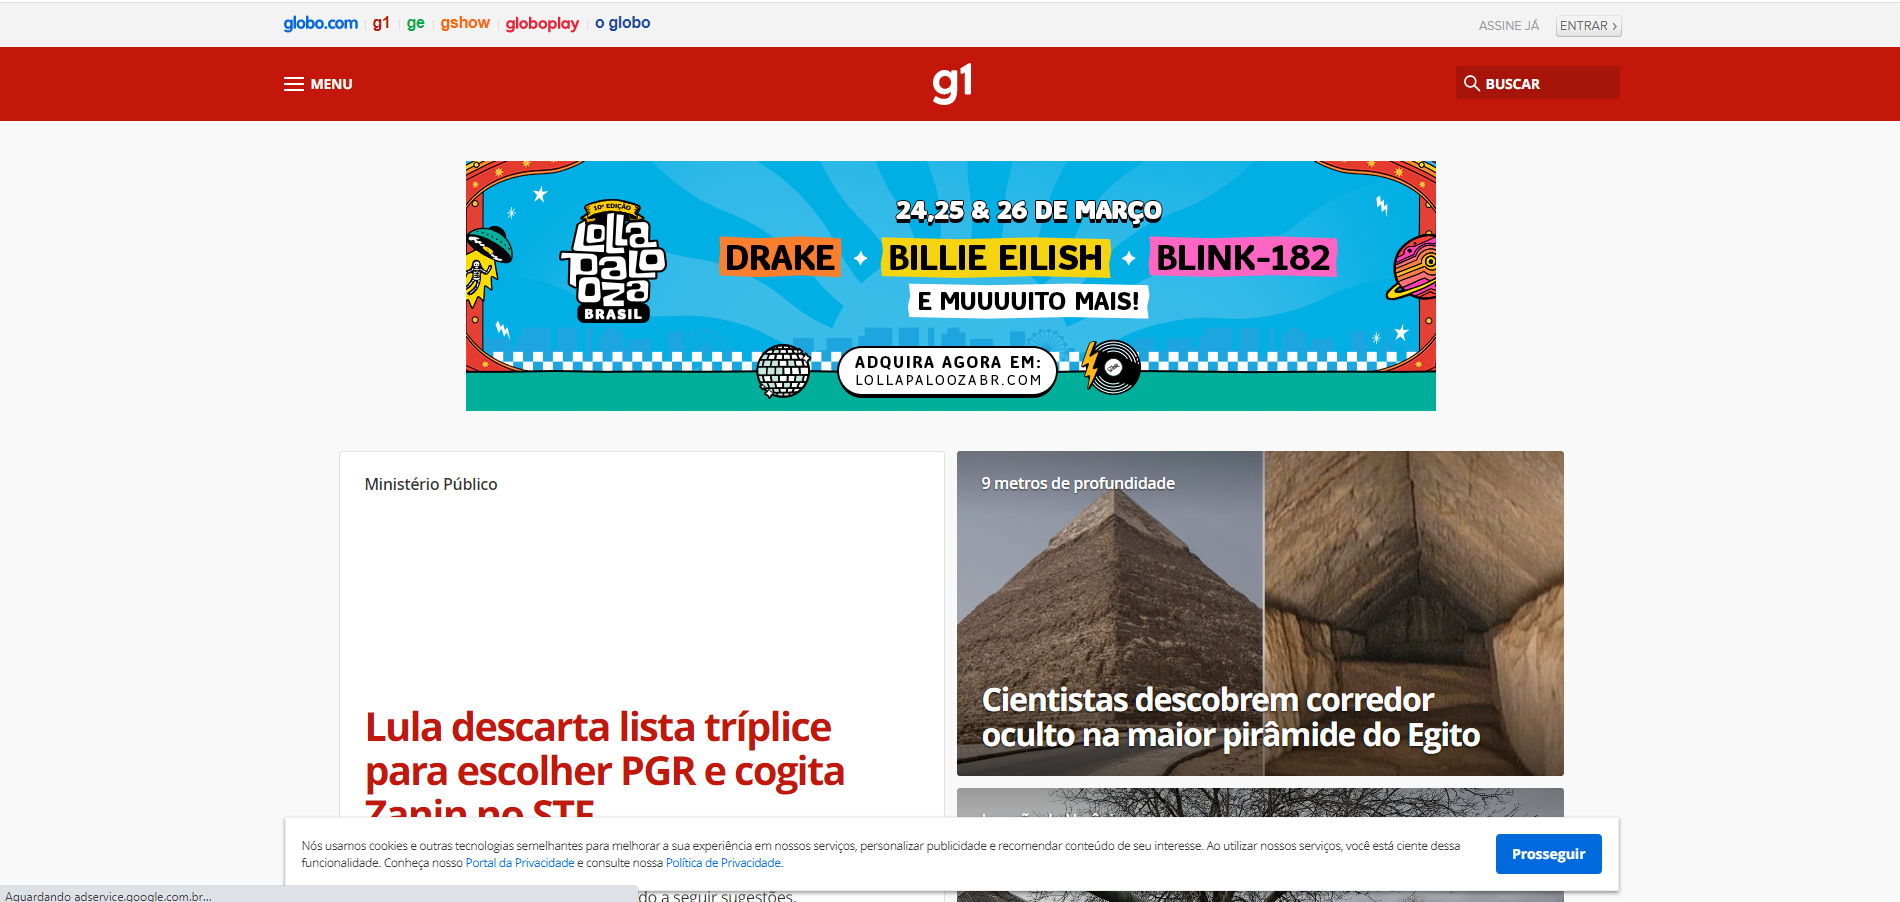 globo.com g1 ge gshow globoplay o globo
ASSINE JÁ ENTRAR
MENU
g1
BUSCAR
10ª EDIÇÃO
LOLLA
PALO
OZA
BRASIL
24,25 & 26 DE MARÇO
DRAKE BILLIE EILISH BLINK-182
E MUUUUITO MAIS!
ADQUIRA AGORA EM:
LOLLAPALOOZABR.COM
Ministério Público
Lula descarta lista tríplice
para escolher PGR e cogita
Zanin no STF
9 metros de profundidade
Cientistas descobrem corredor
oculto na maior pirâmide do Egito
Nós usamos cookies e outras tecnologias semelhantes para melhorar a sua experiência em nossos serviços, personalizar publicidade e recomendar conteúdo de seu interesse. Ao utilizar nossos serviços, você está ciente dessa
funcionalidade. Conheça nosso Portal da Privacidade e consulte nossa Política de Privacidade.
Prosseguir
do a seguir sugestões.
Aguardando adservice.google.com.br...